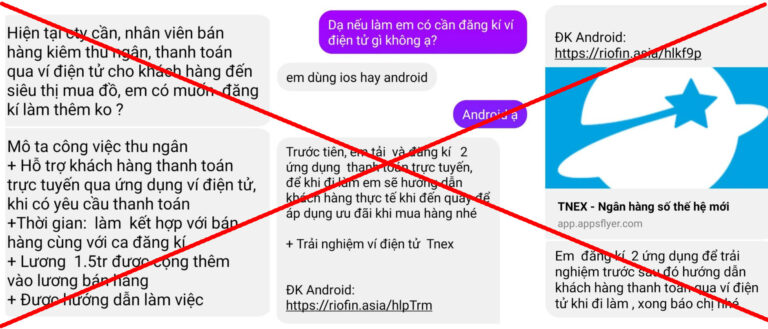 Hiện tại cty cần, nhân viên bán
hàng kiêm thu ngân, thanh toán
qua ví điện tử cho khách hàng đến
siêu thị mua đồ, em có muốn đăng
kí làm thêm ko ?
Mô tả công việc thu ngân
+ Hỗ trợ khách hàng thanh toán
trực tuyến qua ứng dụng ví điện tử,
khi có yêu cầu thanh toán
+Thời gian: làm kết hợp với bán
hàng cùng với ca đăng kí
+ Lương 1.5tr được cộng thêm
vào lương bán hàng
+ Được hướng dẫn làm việc
Dạ nếu làm em có cần đăng kí ví
điện tử gì không ạ?
em dùng ios hay android
Android ạ
Trước tiên, em tải và đăng kí 2
ứng dụng thanh toán trực tuyến,
để khi đi làm em sẽ hướng dẫn
khách hàng thực tế khi đến quầy để
áp dụng ưu đãi khi mua hàng nhé
+ Trải nghiệm ví điện tử Tnex
ĐK Android:
https://riofin.asia/hlpTrm
ĐK Android:
https://riofin.asia/hlkf9p
TNEX - Ngân hàng số thế hệ mới
app.appsflyer.com
Em đăng kí 2 ứng dụng để trải
nghiệm trước sau đó hướng dẫn
khách hàng thanh toán qua ví điện
tử khi đi làm , xong báo chị nhé